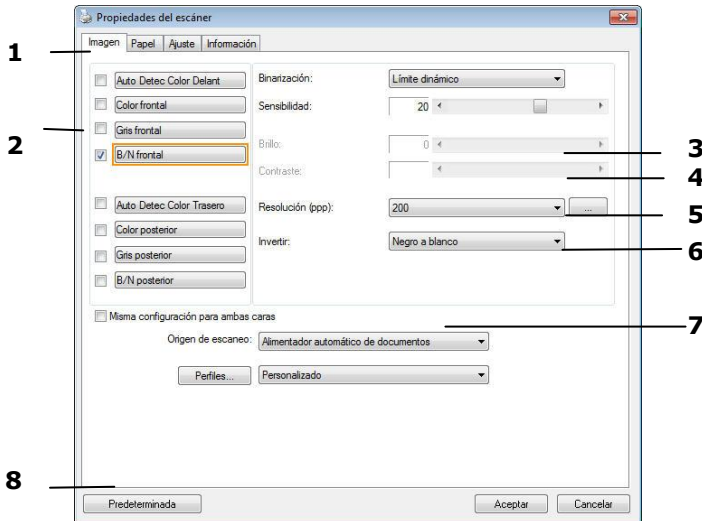 Propiedades del escáner
Imagen Papel Ajuste Información
1
Auto Detec Color Delant
Color frontal
Gris frontal
2
B/N frontal
Auto Detec Color Trasero
Color posterior
Gris posterior
B/N posterior
Binarización: Límite dinámico
Sensibilidad: 20
Brillo: 0
3
Contraste:
4
Resolución (ppp): 200 ...
5
Invertir: Negro a blanco
6
Misma configuración para ambas caras
7
Origen de escaneo: Alimentador automático de documentos
Perfiles... Personalizado
8
Predeterminada Aceptar Cancelar